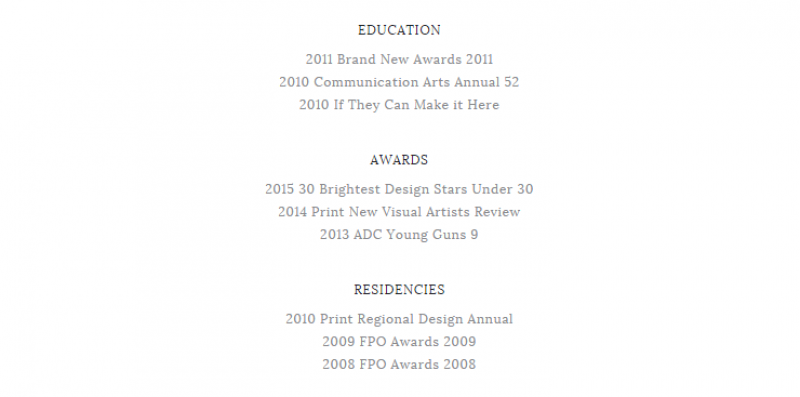 EDUCATION
2011 Brand New Awards 2011
2010 Communication Arts Annual 52
2010 If They Can Make it Here
AWARDS
2015 30 Brightest Design Stars Under 30
2014 Print New Visual Artists Review
2013 ADC Young Guns 9
RESIDENCIES
2010 Print Regional Design Annual
2009 FPO Awards 2009
2008 FPO Awards 2008